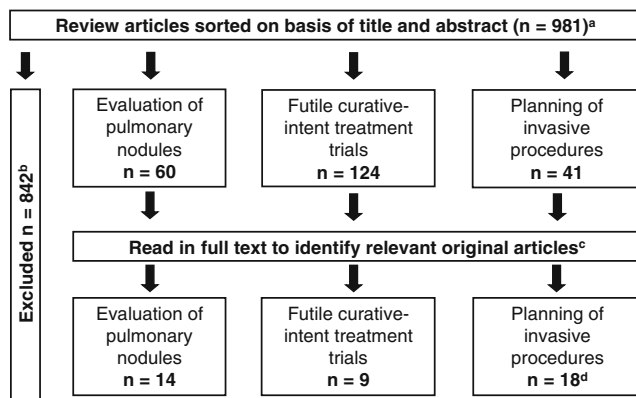 Review articles sorted on basis of title and abstract (n = 981)ᵃ
Excluded n = 842ᵇ
Evaluation of
pulmonary
nodules
n = 60
Futile curative-
intent treatment
trials
n = 124
Planning of
invasive
procedures
n = 41
Read in full text to identify relevant original articlesᶜ
Evaluation of
pulmonary
nodules
n = 14
Futile curative-
intent treatment
trials
n = 9
Planning of
invasive
procedures
n = 18ᵈ